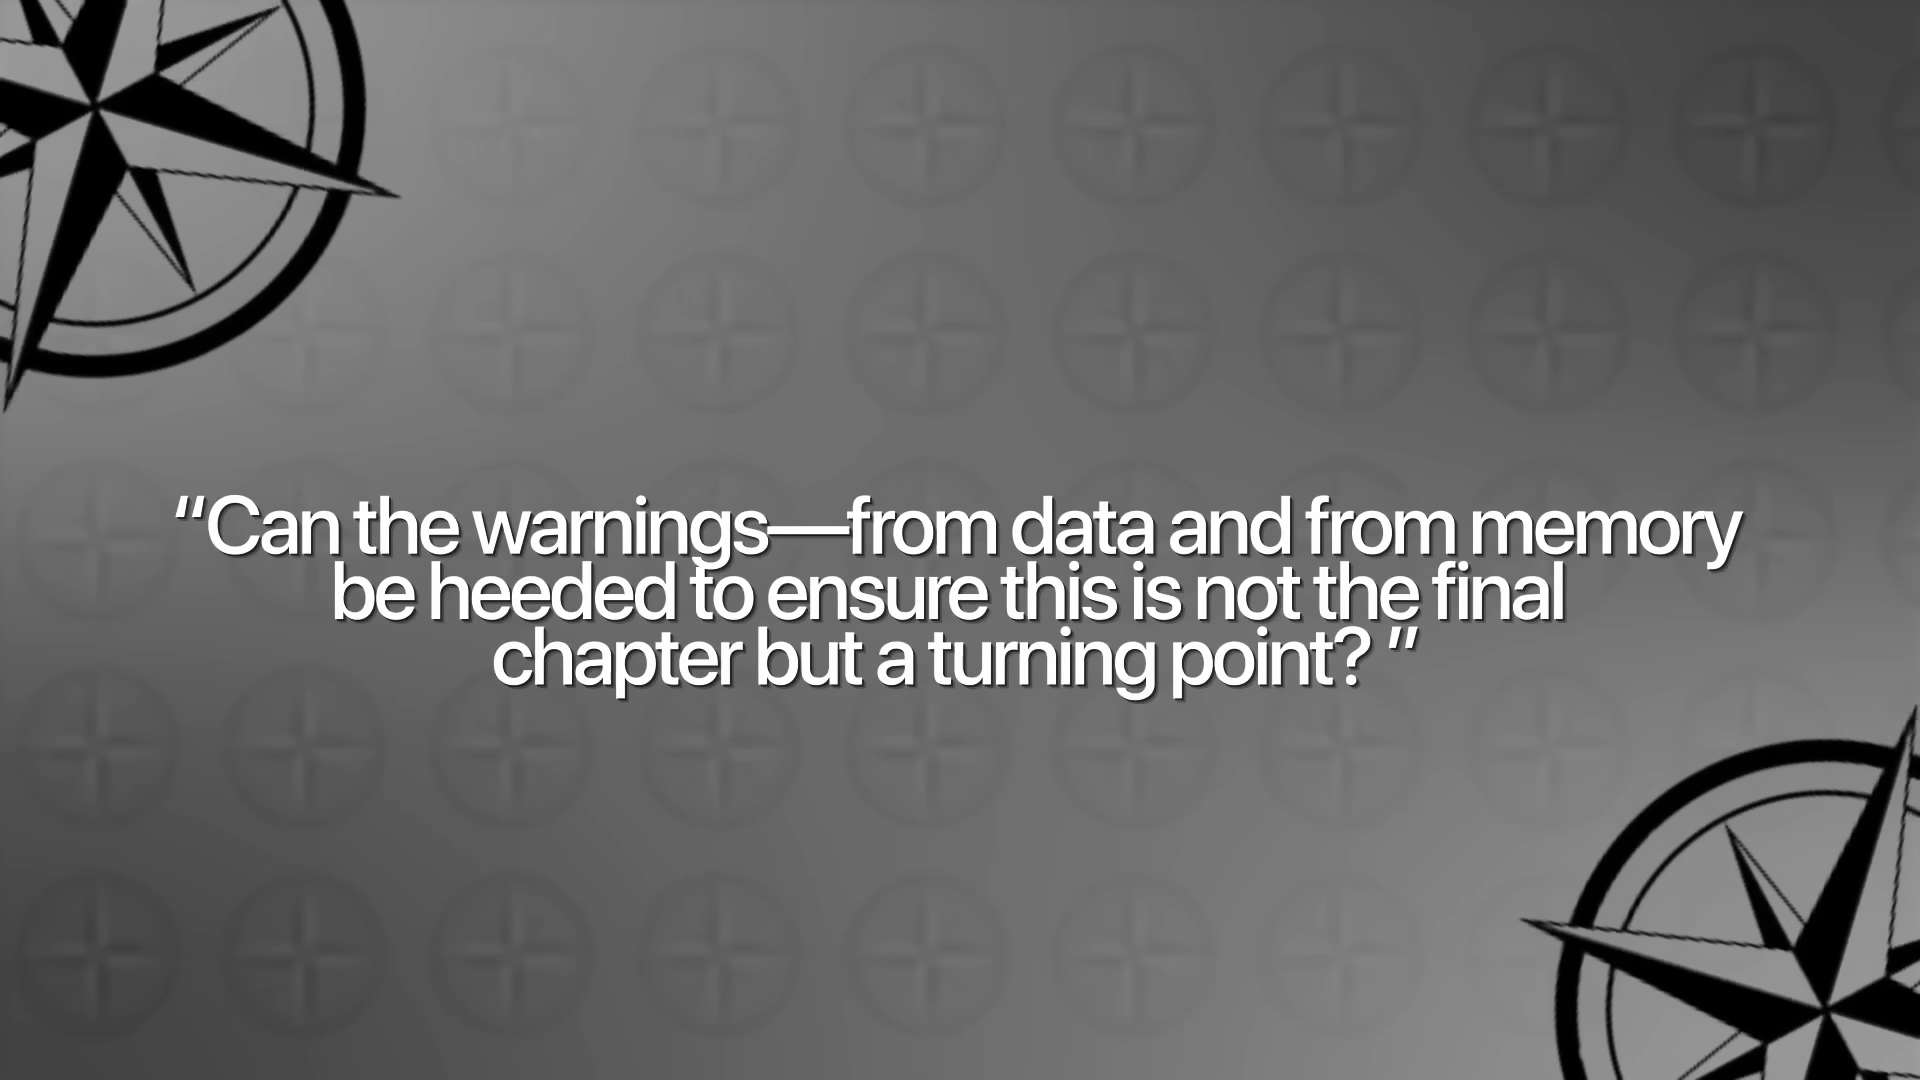 “Can the warnings—from data and from memory
be heeded to ensure this is not the final
chapter but a turning point? ”